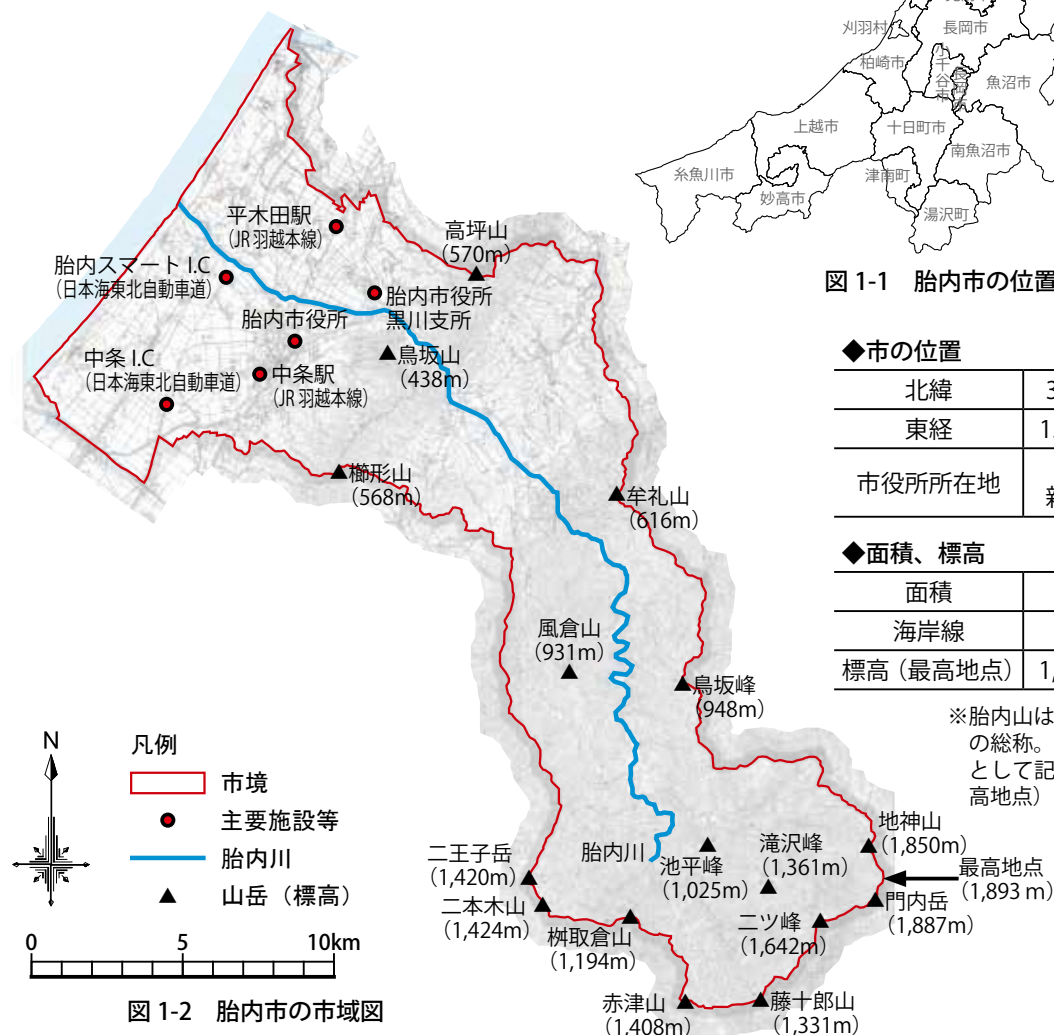 刈羽村
長岡市
柏崎市
小千谷市
魚沼市
上越市
十日町市
南魚沼市
糸魚川市
妙高市
津南町
湯沢町
図 1-1 胎内市の位置
平木田駅
(JR 羽越本線)
高坪山
(570m)
胎内スマート I.C
(日本海東北自動車道)
胎内市役所
黒川支所
胎内市役所
鳥坂山
(438m)
中条 I.C
(日本海東北自動車道)
中条駅
(JR 羽越本線)
櫛形山
(568m)
牟礼山
(616m)
風倉山
(931m)
鳥坂峰
(948m)
◆市の位置
北緯
東経
市役所所在地
◆面積、標高
面積
海岸線
標高(最高地点)
※胎内山は
の総称。
として記
高地点)
地神山
(1,850m)
最高地点
(1,893 m)
門内岳
(1,887m)
滝沢峰
(1,361m)
池平峰
(1,025m)
胎内川
二ツ峰
(1,642m)
二王子岳
(1,420m)
二本木山
(1,424m)
桝取倉山
(1,194m)
赤津山
(1,408m)
藤十郎山
(1,331m)
N
凡例
市境
主要施設等
胎内川
山岳(標高)
0 5 10km
図 1-2 胎内市の市域図